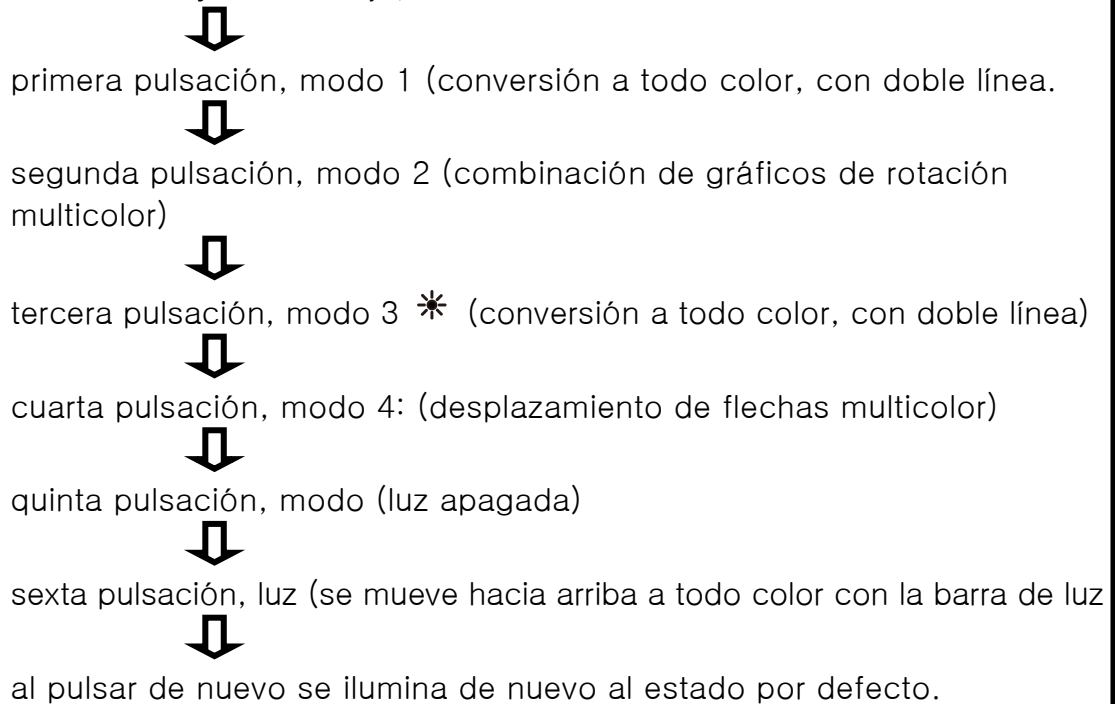 primera pulsación, modo 1 (conversión a todo color, con doble línea.
segunda pulsación, modo 2 (combinación de gráficos de rotación
multicolor)
tercera pulsación, modo 3 ☀ (conversión a todo color, con doble línea)
cuarta pulsación, modo 4: (desplazamiento de flechas multicolor)
quinta pulsación, modo (luz apagada)
sexta pulsación, luz (se mueve hacia arriba a todo color con la barra de luz
al pulsar de nuevo se ilumina de nuevo al estado por defecto.